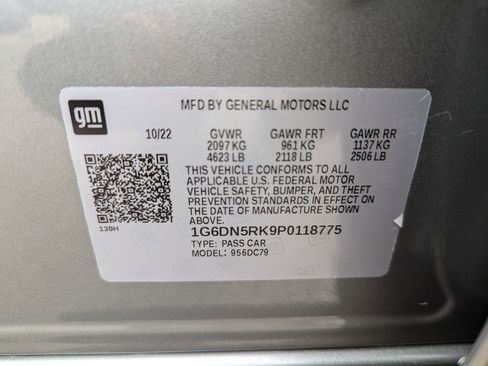 gm
MFD BY GENERAL MOTORS LLC
10/22 GVWR GAWR FRT GAWR RR
2097 KG 961 KG 1137 KG
4623 LB 2118 LB 2506 LB
THIS VEHICLE CONFORMS TO ALL
APPLICABLE U.S. FEDERAL MOTOR
VEHICLE SAFETY, BUMPER, AND THEFT
PREVENTION STANDARDS IN EFFECT ON
THE DATE OF MANUFACTURE SHOWN
ABOVE.
130H
1G6DN5RK9P0118775
TYPE: PASS CAR
MODEL: 956DC79